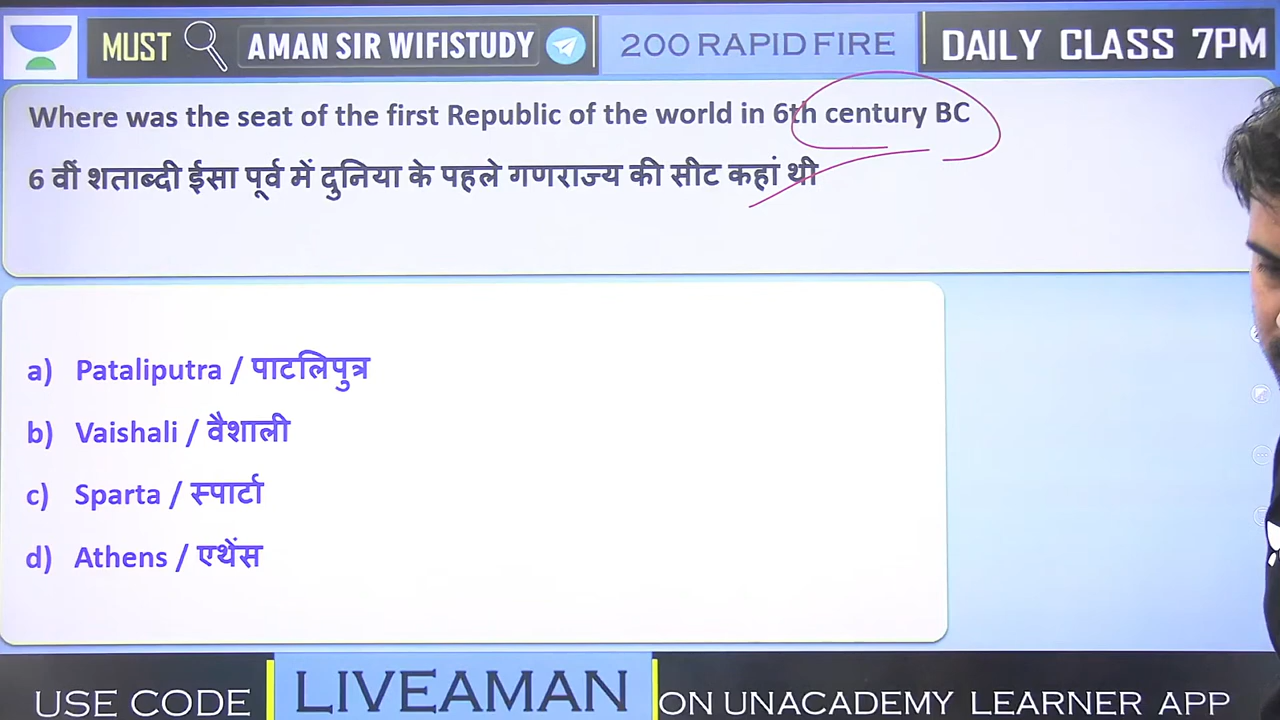 MUST AMAN SIR WIFISTUDY 200 RAPID FIRE DAILY CLASS 7PM
Where was the seat of the first Republic of the world in 6th century BC
6 वीं शताब्दी ईसा पूर्व में दुनिया के पहले गणराज्य की सीट कहां थी
a) Pataliputra / पाटलिपुत्र
b) Vaishali / वैशाली
c) Sparta / स्पार्टा
d) Athens / एथेंस
USE CODE LIVEAMAN ON UNACADEMY LEARNER APP